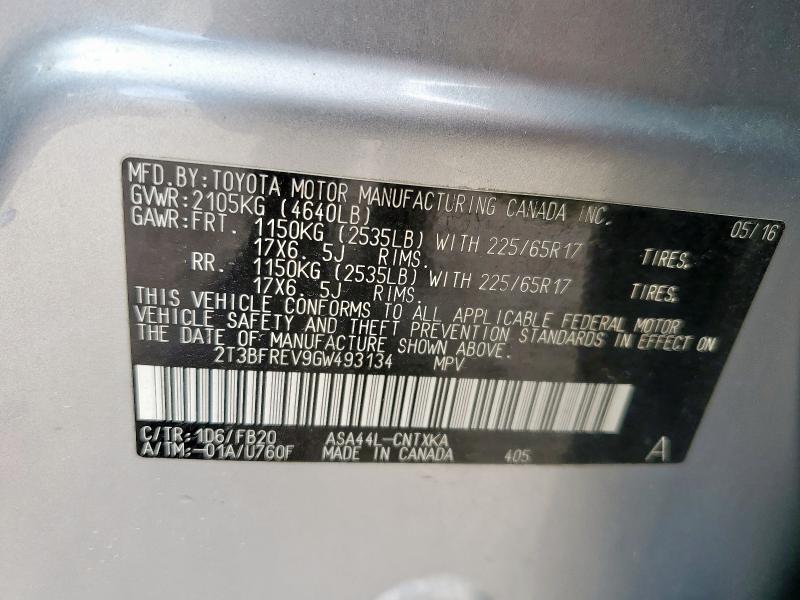 MFD.BY:TOYOTA MOTOR MANUFACTURING CANADA INC. 05/16
GVWR:2105KG (4640LB)
GAWR:FRT. 1150KG (2535LB) WITH 225/65R17 TIRES.
17X6. 5J RIMS.
RR. 1150KG (2535LB) WITH 225/65R17 TIRES.
17X6. 5J RIMS.
THIS VEHICLE CONFORMS TO ALL APPLICABLE FEDERAL MOTOR
VEHICLE SAFETY AND THEFT PREVENTION STANDARDS IN EFFECT ON
THE DATE OF MANUFACTURE SHOWN ABOVE.
2T3BFREV9GW493134 MPV
C/TR:1D6/FB20 ASA44L-CNTXKA
A/TM:-01A/U760F MADE IN CANADA 405 A